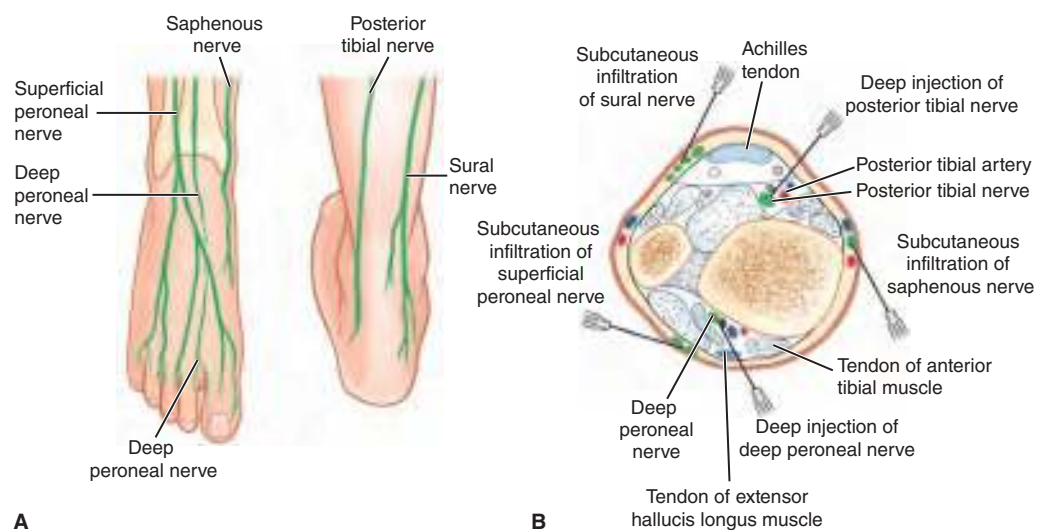 Saphenous
nerve
Posterior
tibial nerve
Superficial
peroneal
nerve
Deep
peroneal
nerve
Sural
nerve
Deep
peroneal nerve
A
Subcutaneous
infiltration
of sural nerve
Achilles
tendon
Deep injection of
posterior tibial nerve
Posterior tibial artery
Posterior tibial nerve
Subcutaneous
infiltration of
superficial
peroneal nerve
Subcutaneous
infiltration of
saphenous nerve
Tendon of anterior
tibial muscle
Deep
peroneal
nerve
Deep injection of
deep peroneal nerve
Tendon of extensor
hallucis longus muscle
B